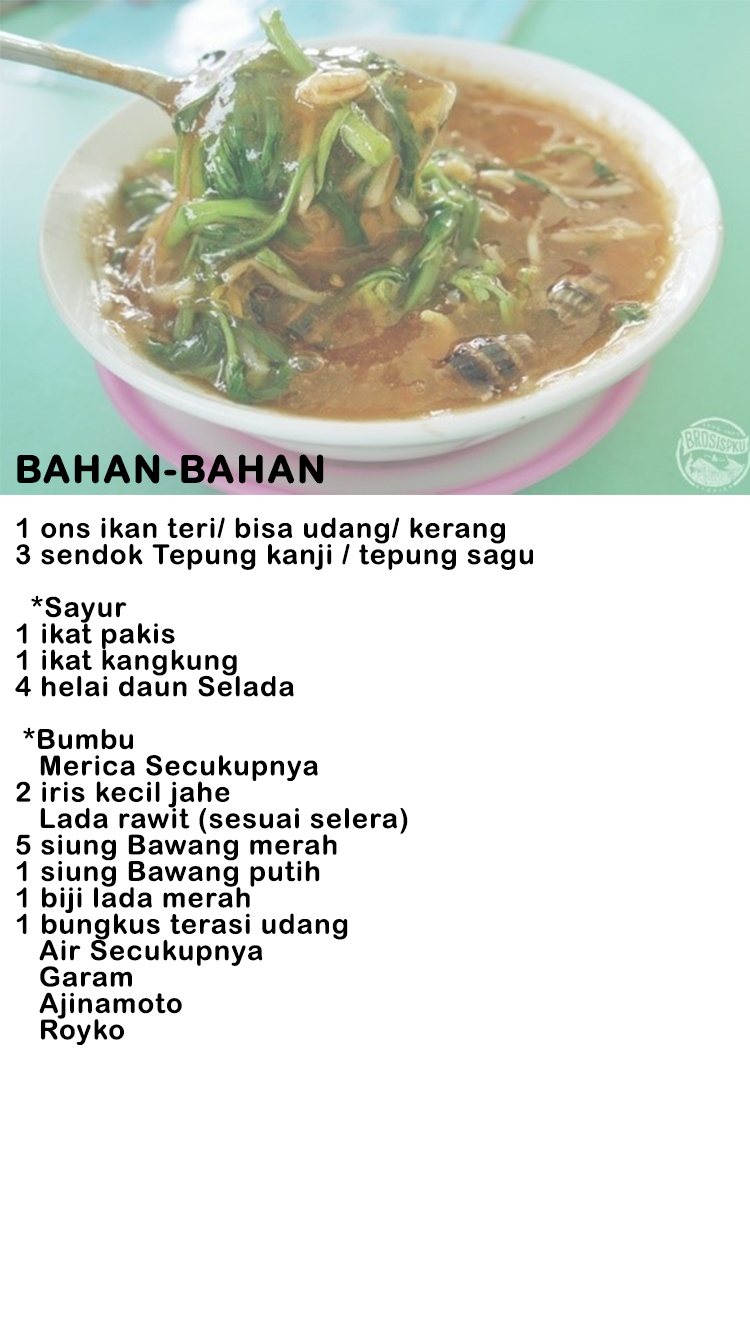 BROSISPKU
BAHAN-BAHAN
1 ons ikan teri/ bisa udang/ kerang
3 sendok Tepung kanji / tepung sagu
*Sayur
1 ikat pakis
1 ikat kangkung
4 helai daun Selada
*Bumbu
Merica Secukupnya
2 iris kecil jahe
Lada rawit (sesuai selera)
5 siung Bawang merah
1 siung Bawang putih
1 biji lada merah
1 bungkus terasi udang
Air Secukupnya
Garam
Ajinamoto
Royko